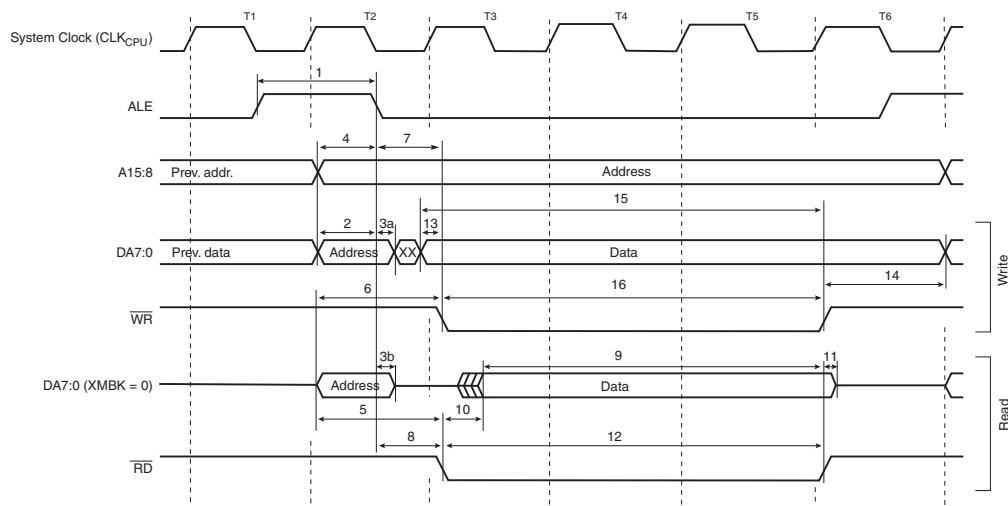 T1 T2 T3 T4 T5 T6
System Clock (CLKCPU)
1
ALE
4 7
A15:8 Prev. addr. Address
15
2 3a 13
DA7:0 Prev. data Address XX Data
14
6 16
WR
Write
3b 9 11
DA7:0 (XMBK = 0) Address Data
5 10
Read
8 12
RD